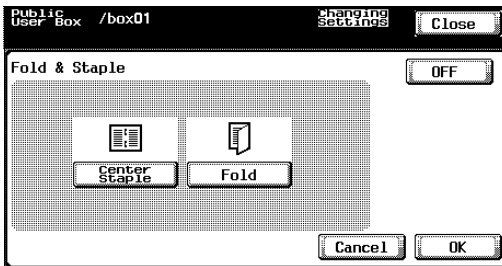 Public
User Box /box01
Changing
Settings
Close
Fold & Staple
OFF
Center
Staple
Fold
Cancel
OK